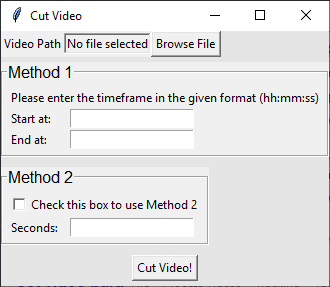 Cut Video
Video Path No file selected Browse File
Method 1
Please enter the timeframe in the given format (hh:mm:ss)
Start at:
End at:
Method 2
Check this box to use Method 2
Seconds:
Cut Video!